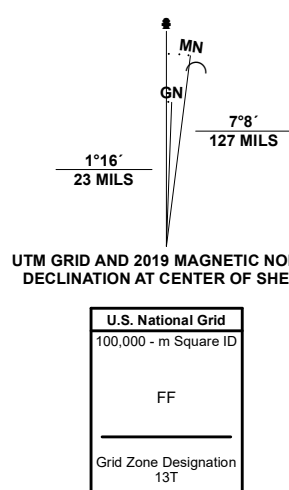 MN
GN
7°8´
127 MILS
1°16´
23 MILS
UTM GRID AND 2019 MAGNETIC NO
DECLINATION AT CENTER OF SHE
U.S. National Grid
100,000 - m Square ID
FF
Grid Zone Designation
13T